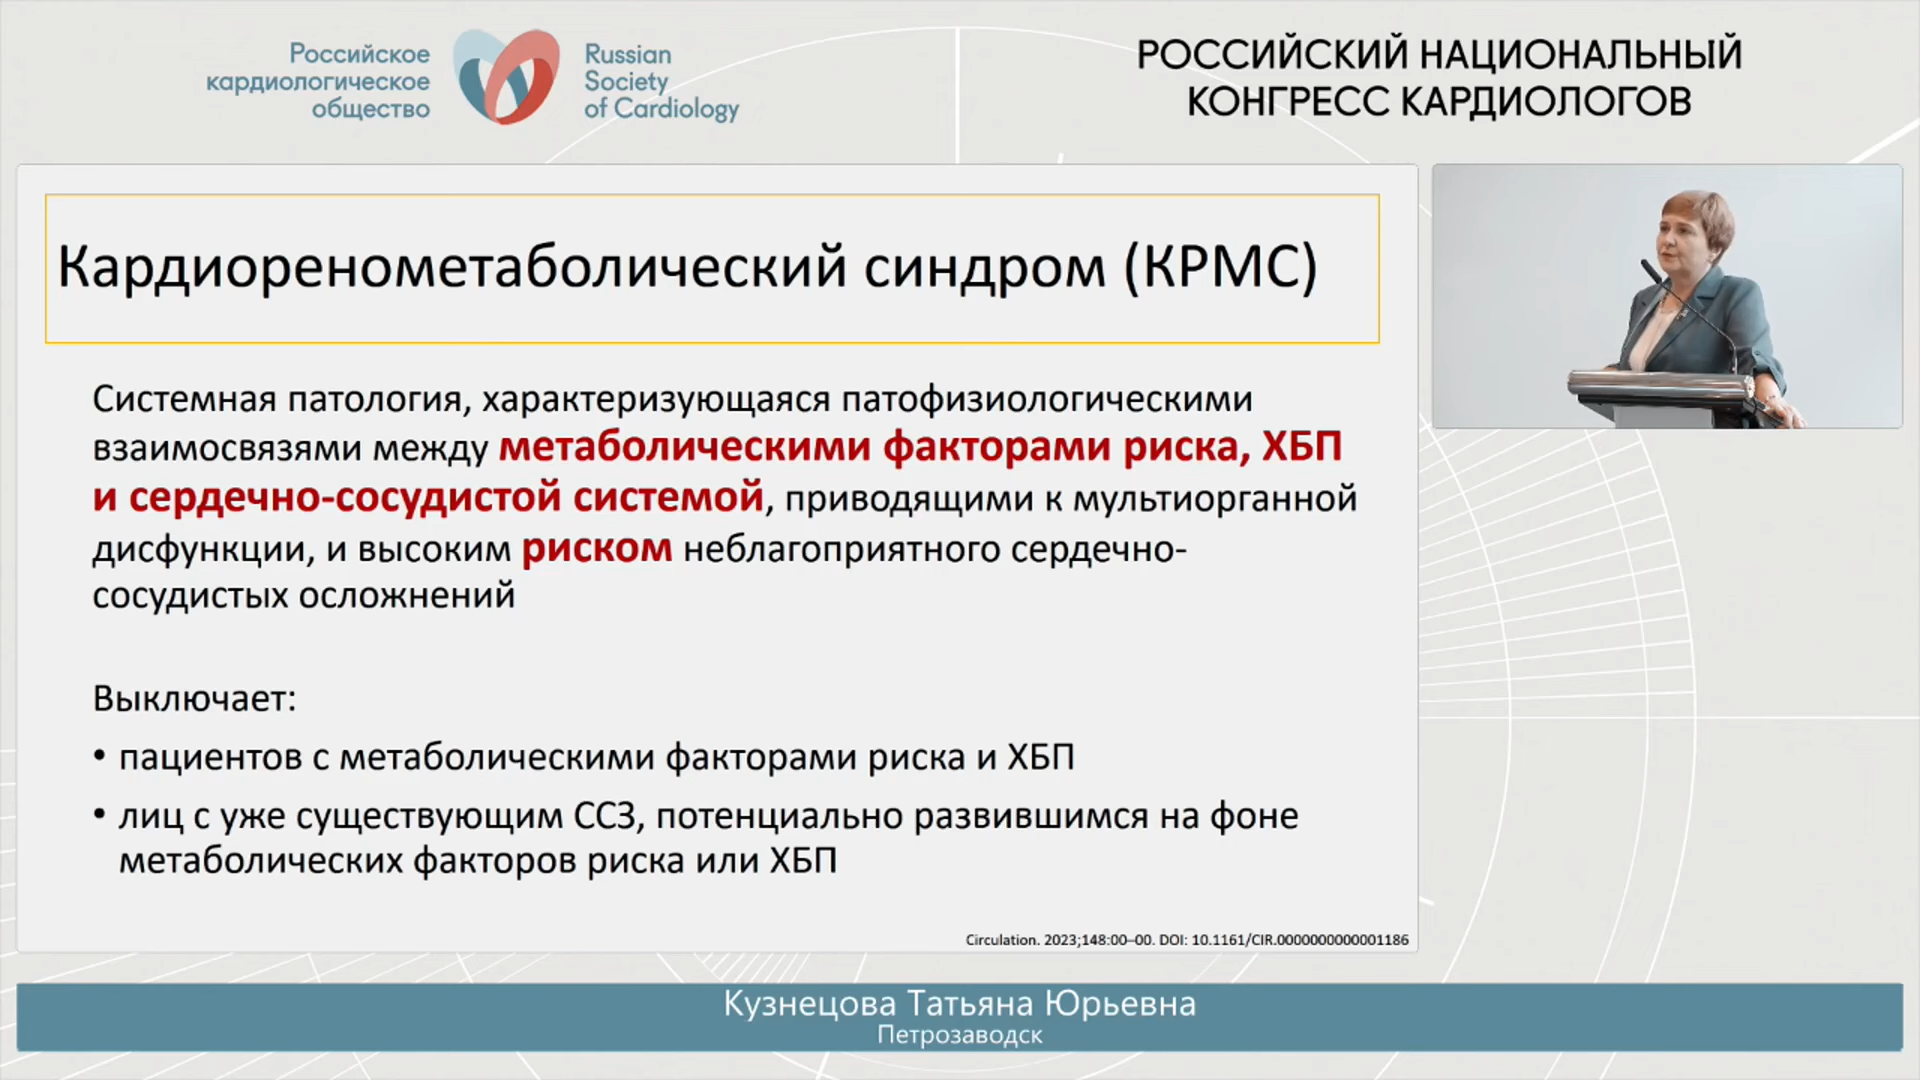 Российское
кардиологическое
общество
Russian
Society
of Cardiology
РОССИЙСКИЙ НАЦИОНАЛЬНЫЙ
КОНГРЕСС КАРДИОЛОГОВ
Кардиоренометаболический синдром (КРМС)
Системная патология, характеризующаяся патофизиологическими
взаимосвязями между метаболическими факторами риска, ХБП
и сердечно-сосудистой системой, приводящими к мультиорганной
дисфункции, и высоким риском неблагоприятного сердечно-
сосудистых осложнений
Выключает:
• пациентов с метаболическими факторами риска и ХБП
• лиц с уже существующим ССЗ, потенциально развившимся на фоне
метаболических факторов риска или ХБП
Circulation. 2023;148:00–00. DOI: 10.1161/CIR.0000000000001186
Кузнецова Татьяна Юрьевна
Петрозаводск